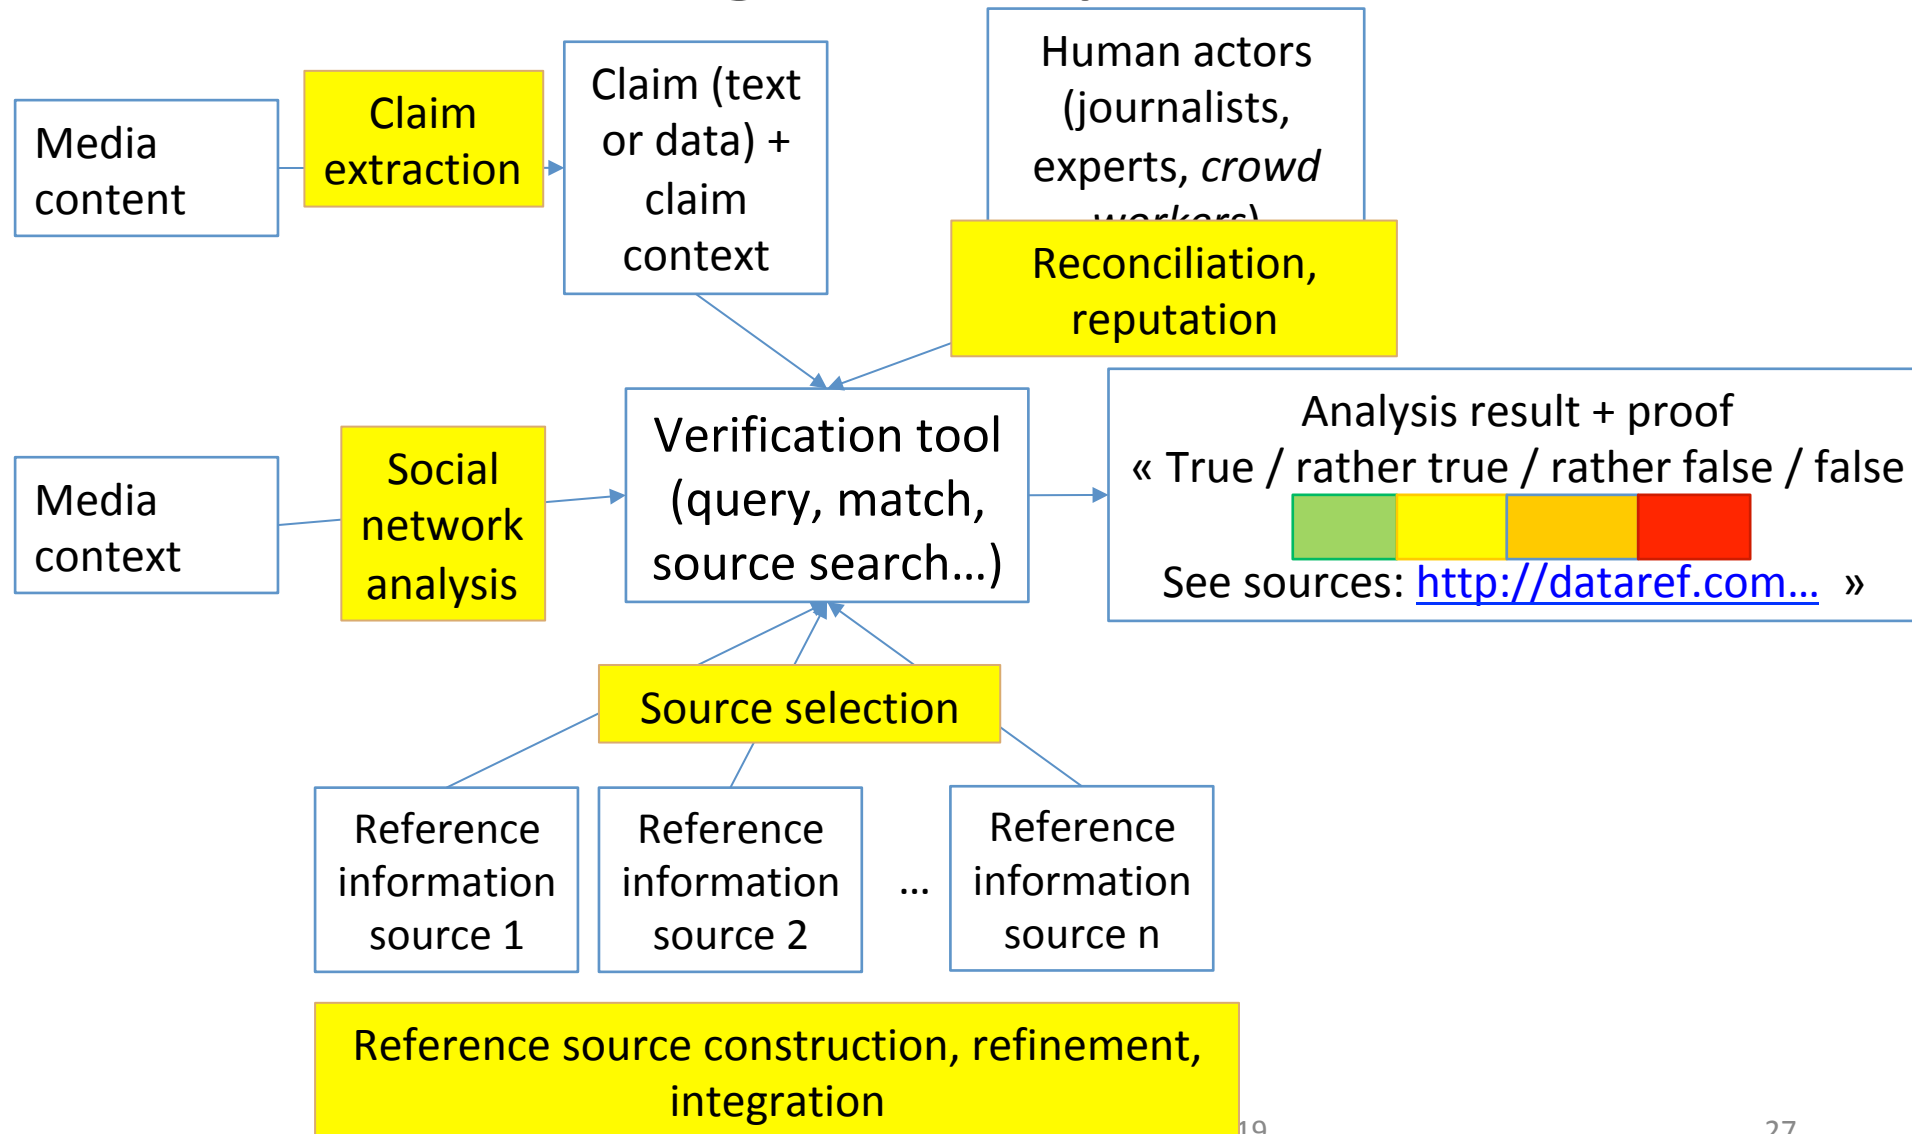 Media
content
Claim
extraction
Claim (text
or data) +
claim
context
Human actors
(journalists,
experts, crowd
workers)
Reconciliation,
reputation
Media
context
Social
network
analysis
Verification tool
(query, match,
source search…)
Analysis result + proof
« True / rather true / rather false / false
See sources: http://dataref.com… »
Source selection
Reference
information
source 1
Reference
information
source 2
…
Reference
information
source n
Reference source construction, refinement,
integration
19
27